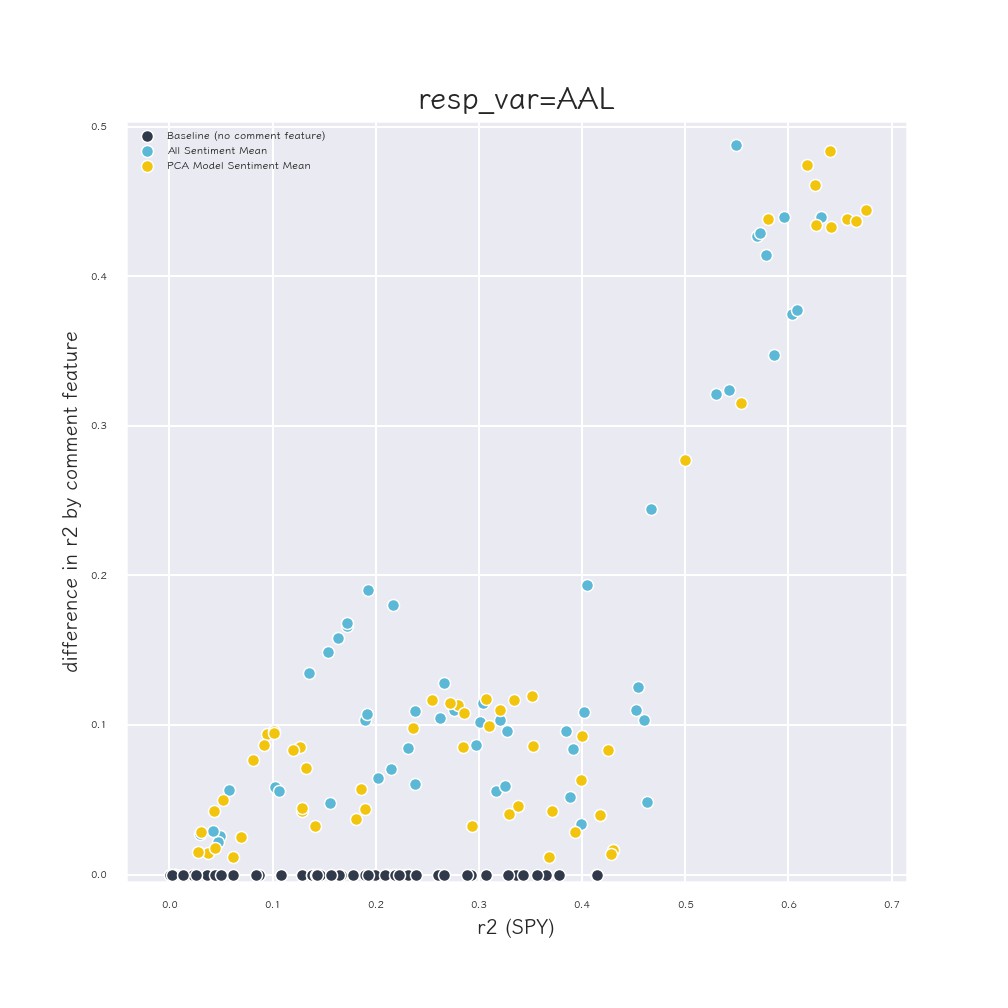 resp_var=AAL
Baseline (no comment feature)
All Sentiment Mean
PCA Model Sentiment Mean
difference in r2 by comment feature
0.5
0.4
0.3
0.2
0.1
0.0
0.0 0.1 0.2 0.3 0.4 0.5 0.6 0.7
r2 (SPY)